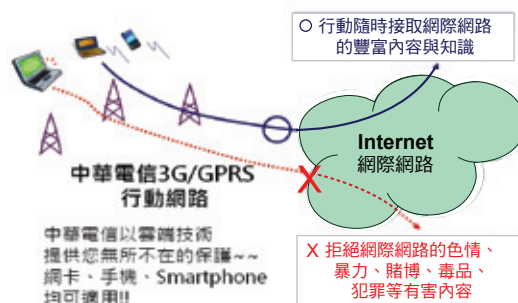 ○ 行動隨時接取網際網路
的豐富內容與知識
Internet
網際網路
中華電信3G/GPRS
行動網路
中華電信以雲端技術
提供您無所不在的保護~~
網卡、手機、Smartphone
均可適用!!
X 拒絕網際網路的色情、
暴力、賭博、毒品、
犯罪等有害內容